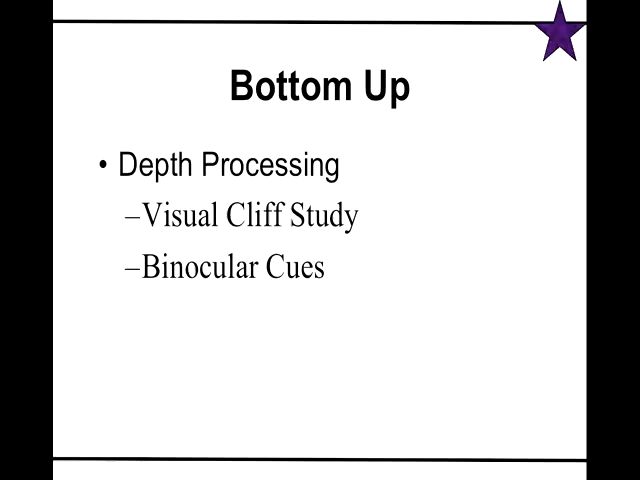 Bottom Up
• Depth Processing
–Visual Cliff Study
–Binocular Cues